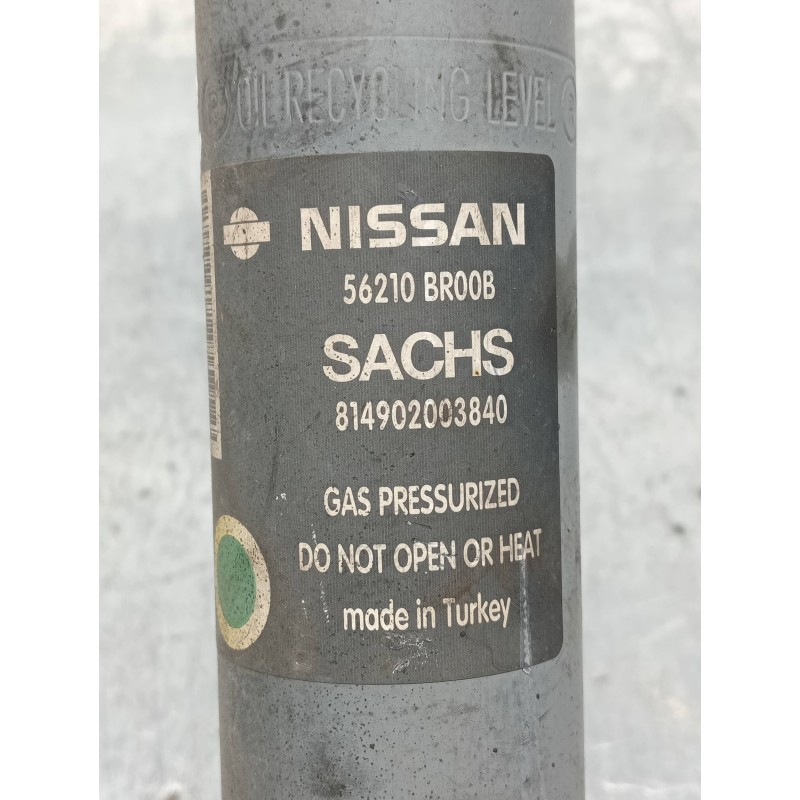 OIL RECYCLING LEVEL
NISSAN
56210 BR00B
SACHS
814902003840
GAS PRESSURIZED
DO NOT OPEN OR HEAT
made in Turkey